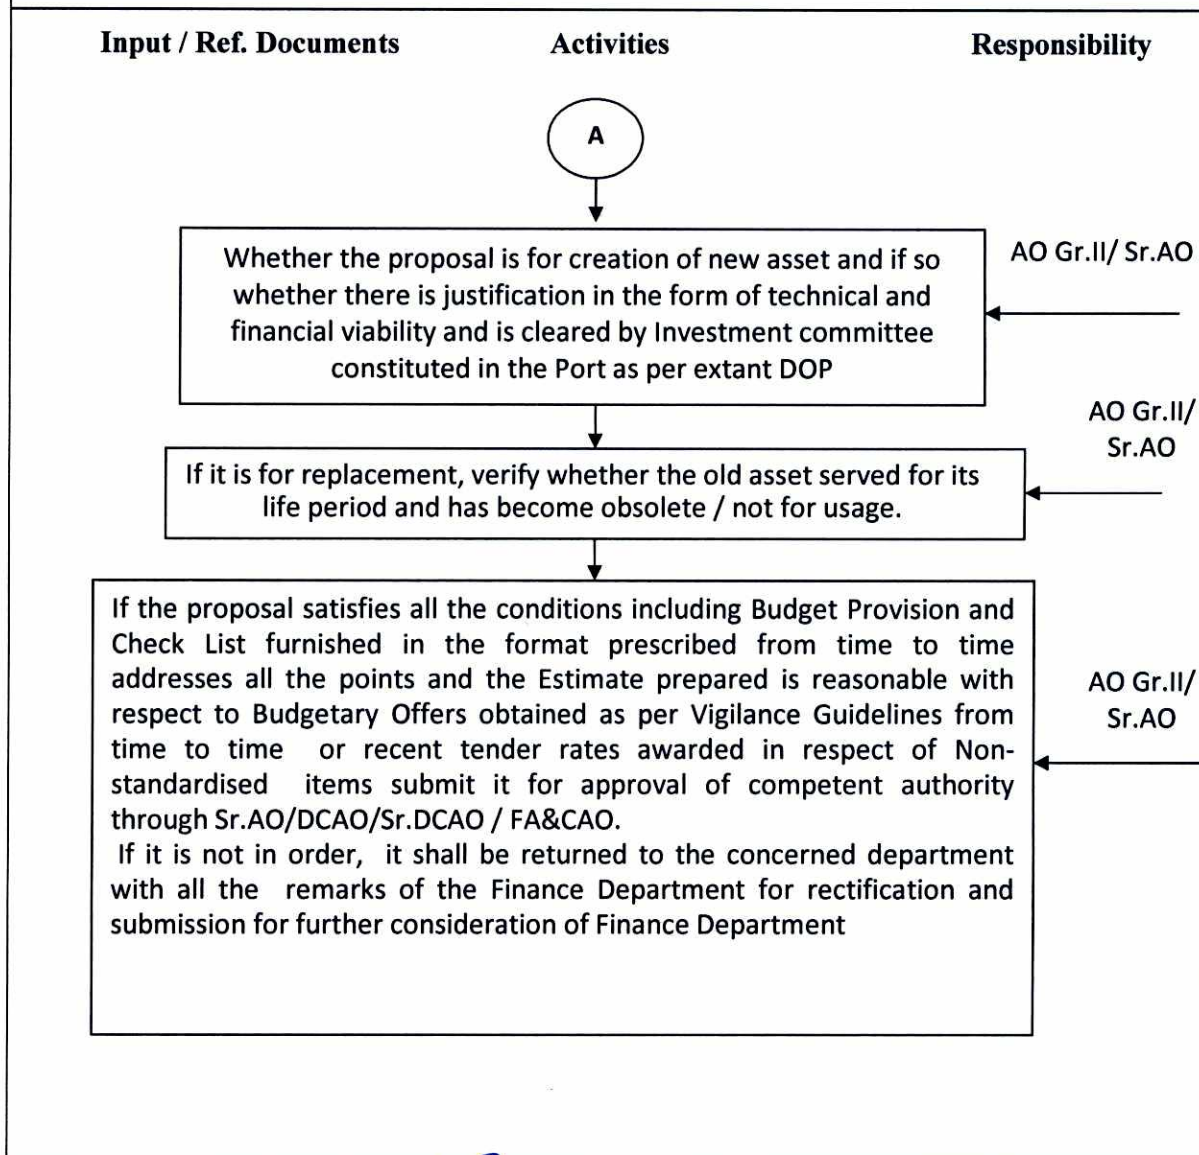 Input / Ref. Documents Activities Responsibility
A
Whether the proposal is for creation of new asset and if so
whether there is justification in the form of technical and
financial viability and is cleared by Investment committee
constituted in the Port as per extant DOP
AO Gr.II/ Sr.AO
If it is for replacement, verify whether the old asset served for its
life period and has become obsolete / not for usage.
AO Gr.II/
Sr.AO
If the proposal satisfies all the conditions including Budget Provision and
Check List furnished in the format prescribed from time to time
addresses all the points and the Estimate prepared is reasonable with
respect to Budgetary Offers obtained as per Vigilance Guidelines from
time to time or recent tender rates awarded in respect of Non-
standardised items submit it for approval of competent authority
through Sr.AO/DCAO/Sr.DCAO / FA&CAO.
If it is not in order, it shall be returned to the concerned department
with all the remarks of the Finance Department for rectification and
submission for further consideration of Finance Department
AO Gr.II/
Sr.AO